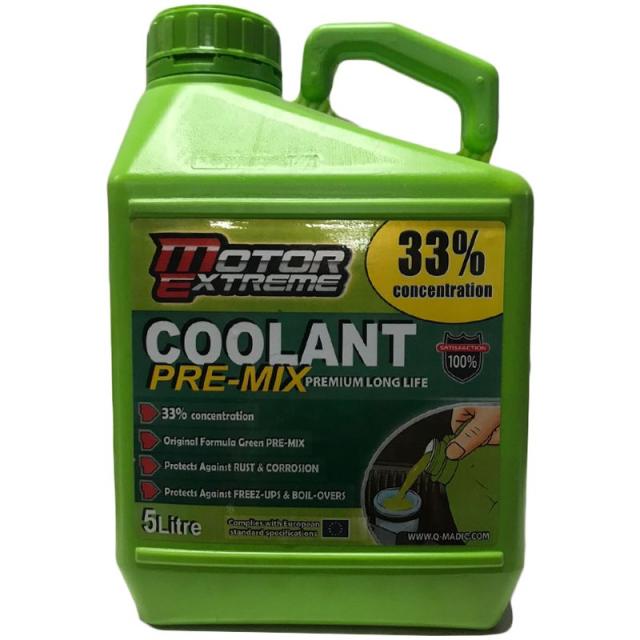 MOTOR
EXTREME
33%
concentration
COOLANT
PRE-MIX PREMIUM LONG LIFE
SATISFACTION
100%
33% concentration
Original Formula Green PRE-MIX
Protects Against RUST & CORROSION
Protects Against FREEZ-UPS & BOIL-OVERS
5Litre
Complies with European
standard specifications
WWW.Q-MADIC.COM